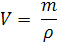 V = m/ρ